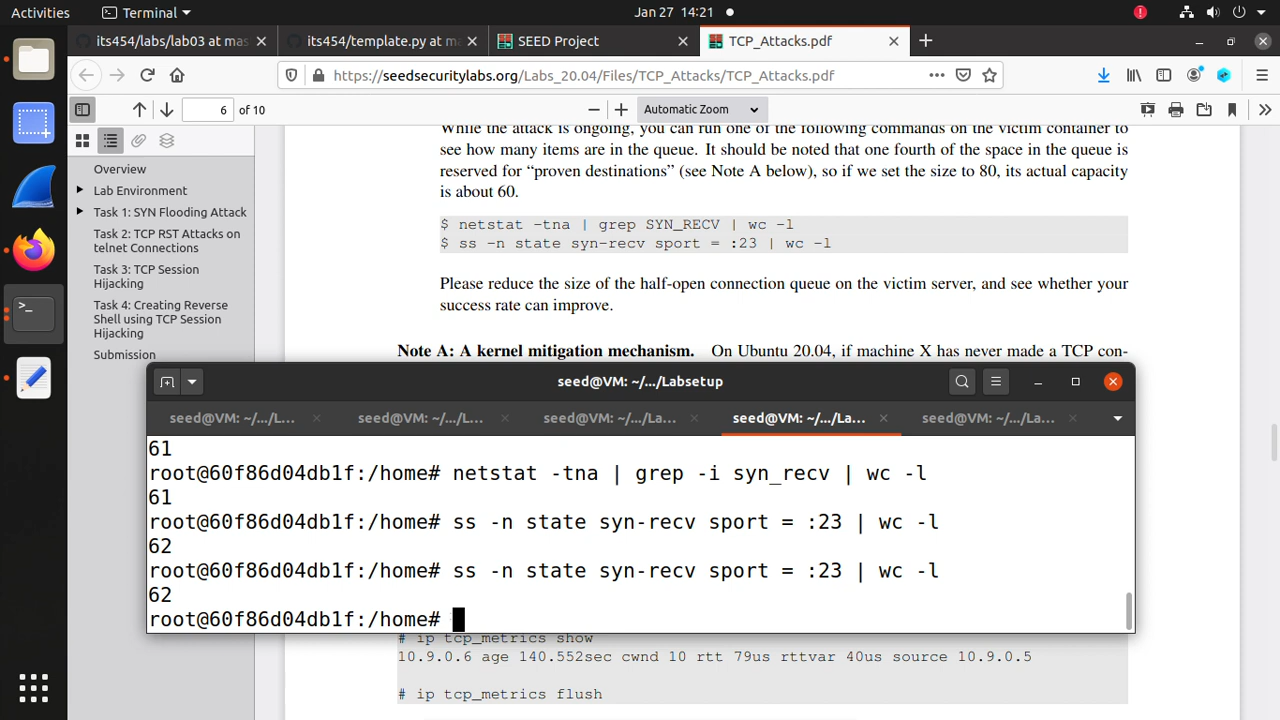 Activities
Terminal
Jan 27 14:21
its454/labs/lab03 at mas
its454/template.py at m
SEED Project
TCP_Attacks.pdf
https://seedsecuritylabs.org/Labs_20.04/Files/TCP_Attacks/TCP_Attacks.pdf
6 of 10
Automatic Zoom
Overview
Lab Environment
Task 1: SYN Flooding Attack
Task 2: TCP RST Attacks on
telnet Connections
Task 3: TCP Session
Hijacking
Task 4: Creating Reverse
Shell using TCP Session
Hijacking
Submission
While the attack is ongoing, you can run one of the following commands on the victim container to
see how many items are in the queue. It should be noted that one fourth of the space in the queue is
reserved for “proven destinations” (see Note A below), so if we set the size to 80, its actual capacity
is about 60.
$ netstat -tna | grep SYN_RECV | wc -l
$ ss -n state syn-recv sport = :23 | wc -l
Please reduce the size of the half-open connection queue on the victim server, and see whether your
success rate can improve.
Note A: A kernel mitigation mechanism. On Ubuntu 20.04, if machine X has never made a TCP con-
seed@VM: ~/.../Labsetup
seed@VM: ~/.../L...
seed@VM: ~/.../L...
seed@VM: ~/.../La...
seed@VM: ~/.../La...
seed@VM: ~/.../La...
61
root@60f86d04db1f:/home# netstat -tna | grep -i syn_recv | wc -l
61
root@60f86d04db1f:/home# ss -n state syn-recv sport = :23 | wc -l
62
root@60f86d04db1f:/home# ss -n state syn-recv sport = :23 | wc -l
62
root@60f86d04db1f:/home#
# ip tcp_metrics show
10.9.0.6 age 140.552sec cwnd 10 rtt 79us rttvar 40us source 10.9.0.5
# ip tcp_metrics flush